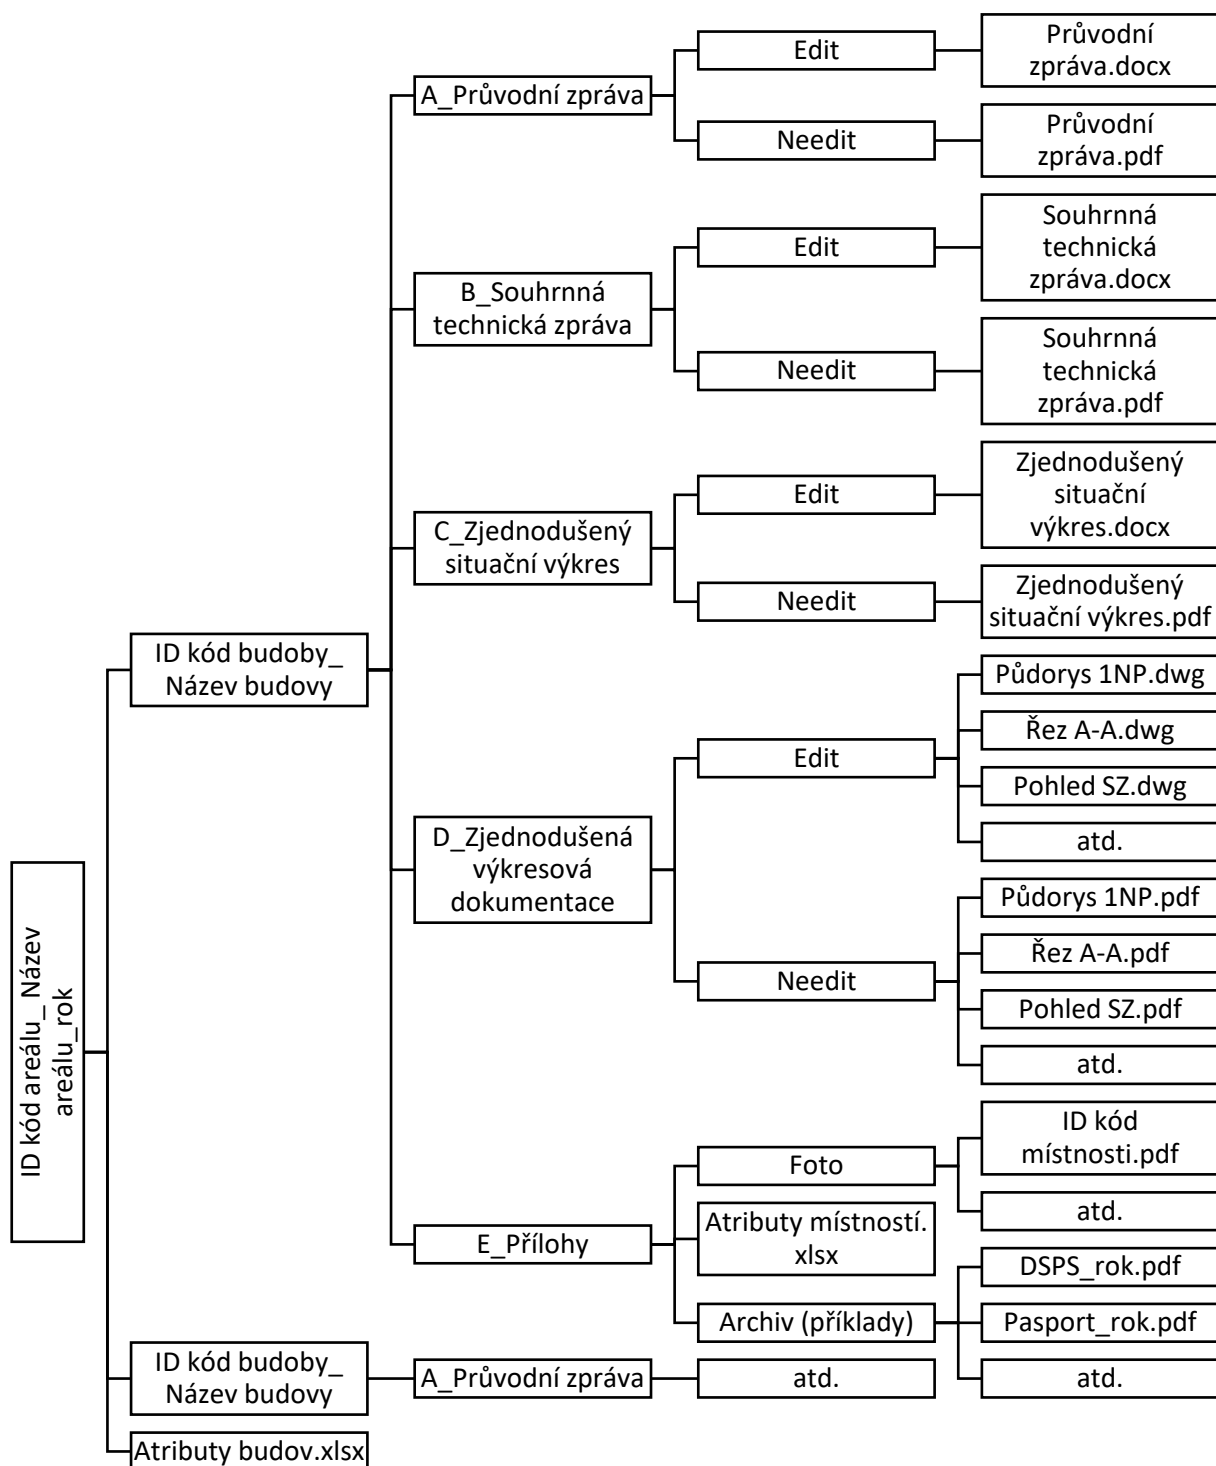 Edit
Průvodní
zpráva.docx
A_Průvodní zpráva
Needit
Průvodní
zpráva.pdf
Edit
Souhrnná
technická
zpráva.docx
B_Souhrnná
technická zpráva
Needit
Souhrnná
technická
zpráva.pdf
Edit
Zjednodušený
situační
výkres.docx
C_Zjednodušený
situační výkres
Needit
Zjednodušený
situační výkres.pdf
ID kód budoby_
Název budovy
Půdorys 1NP.dwg
Řez A-A.dwg
Edit
Pohled SZ.dwg
atd.
D_Zjednodušená
výkresová
dokumentace
Půdorys 1NP.pdf
Řez A-A.pdf
Needit
Pohled SZ.pdf
atd.
ID kód areálu_ Název
areálu_rok
Foto
ID kód
místnosti.pdf
atd.
E_Přílohy
Atributy místností.
xlsx
DSPS_rok.pdf
Archiv (příklady)
Pasport_rok.pdf
atd.
ID kód budoby_
Název budovy
A_Průvodní zpráva
atd.
Atributy budov.xlsx